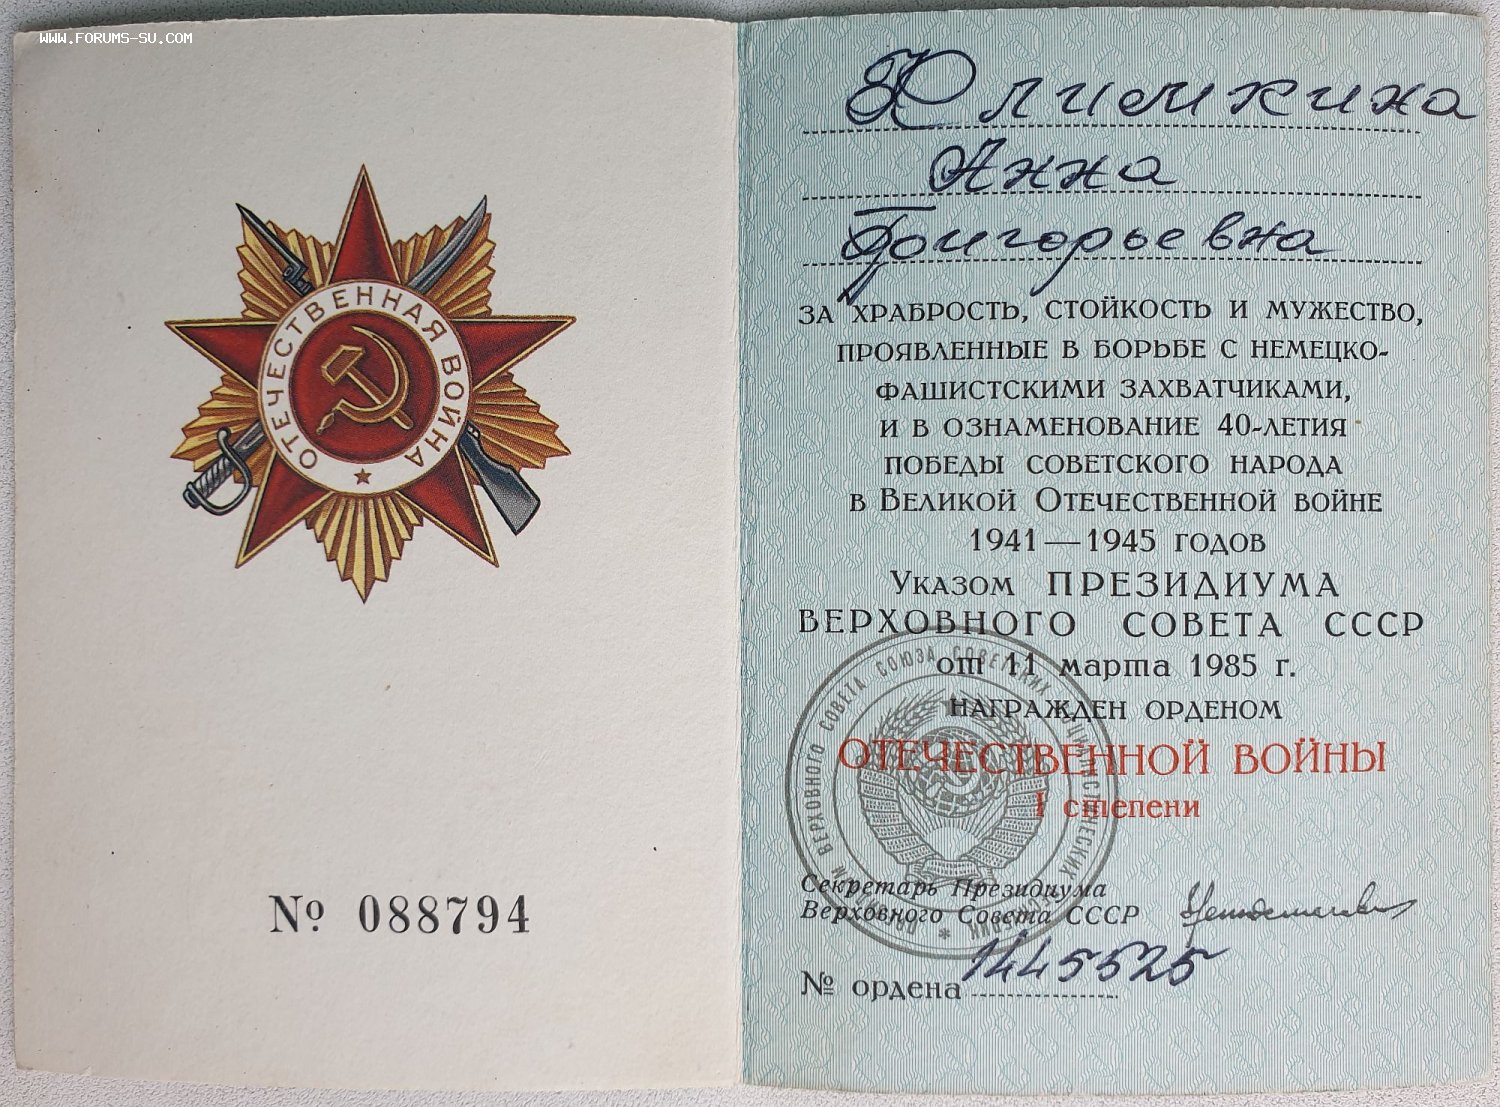 WWW.FORUMS-SU.COM
ОТЕЧЕСТВЕННАЯ ВОЙНА
№ 088794
Климкина
Анна
Григорьевна
ЗА ХРАБРОСТЬ, СТОЙКОСТЬ И МУЖЕСТВО,
ПРОЯВЛЕННЫЕ В БОРЬБЕ С НЕМЕЦКО-
ФАШИСТСКИМИ ЗАХВАТЧИКАМИ,
И В ОЗНАМЕНОВАНИЕ 40-ЛЕТИЯ
ПОБЕДЫ СОВЕТСКОГО НАРОДА
В ВЕЛИКОЙ ОТЕЧЕСТВЕННОЙ ВОЙНЕ
1941—1945 ГОДОВ
УКАЗОМ ПРЕЗИДИУМА
ВЕРХОВНОГО СОВЕТА СССР
от 11 марта 1985 г.
НАГРАЖДЕН ОРДЕНОМ
ОТЕЧЕСТВЕННОЙ ВОЙНЫ
I степени
Секретарь Президиума
Верховного Совета СССР
№ ордена 1445525